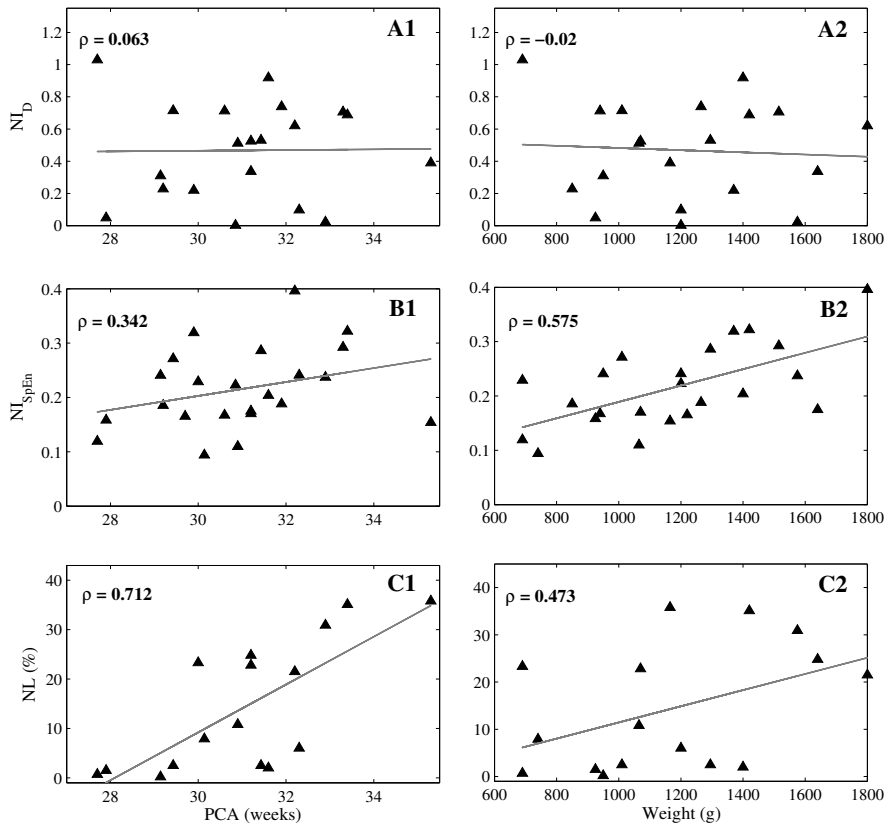 A1
ρ = 0.063
1.2
1
0.8
0.6
0.4
0.2
0
NI_D
28 30 32 34
A2
ρ = −0.02
1.2
1
0.8
0.6
0.4
0.2
0
600 800 1000 1200 1400 1600 1800
B1
ρ = 0.342
0.4
0.3
0.2
0.1
0
NI_SpEn
28 30 32 34
B2
ρ = 0.575
0.4
0.3
0.2
0.1
0
600 800 1000 1200 1400 1600 1800
C1
ρ = 0.712
40
30
20
10
0
NL (%)
28 30 32 34
PCA (weeks)
C2
ρ = 0.473
40
30
20
10
0
600 800 1000 1200 1400 1600 1800
Weight (g)